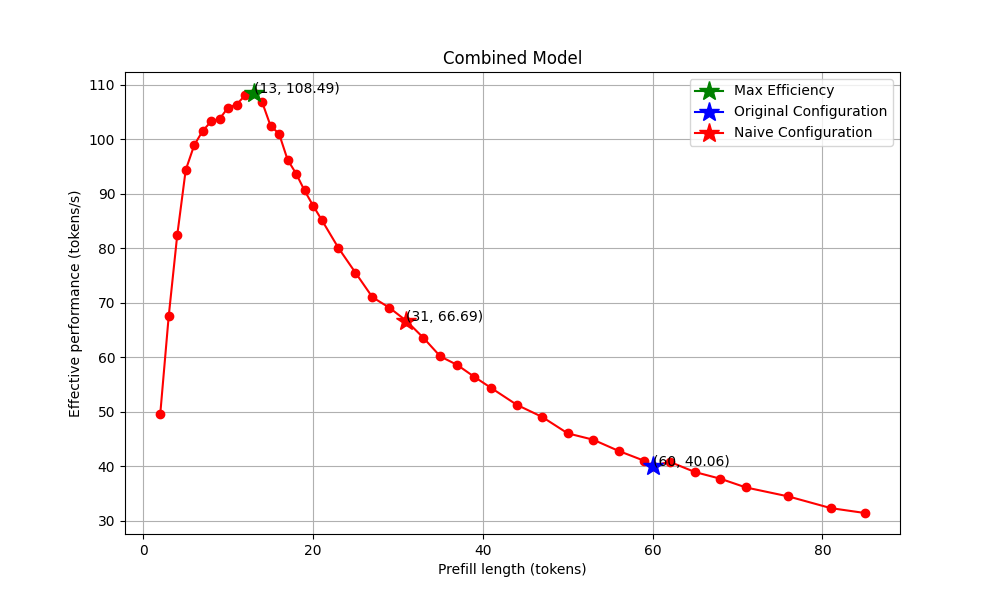 Combined Model
Effective performance (tokens/s)
110
100
90
80
70
60
50
40
30
(13, 108.49)
(31, 66.69)
(60, 40.06)
Max Efficiency
Original Configuration
Naive Configuration
0 20 40 60 80
Prefill length (tokens)